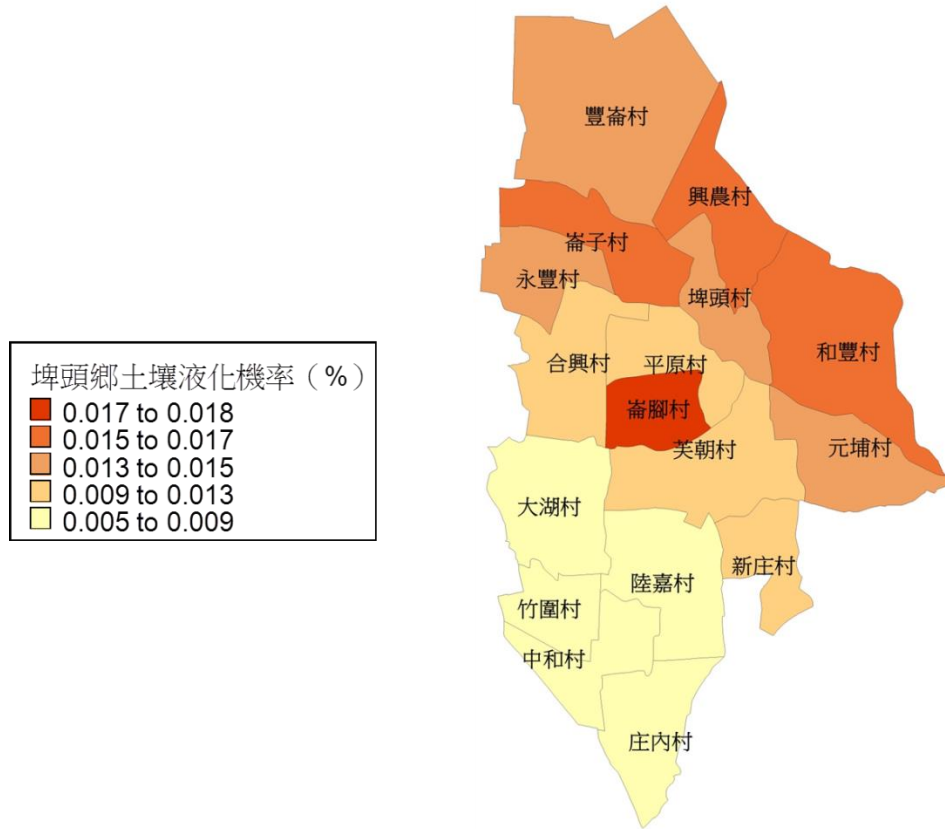 豐崙村
興農村
崙子村
永豐村
埤頭村
和豐村
合興村
平原村
崙腳村
芙朝村
元埔村
大湖村
新庄村
陸嘉村
竹圍村
中和村
庄內村
埤頭鄉土壤液化機率（%）
0.017 to 0.018
0.015 to 0.017
0.013 to 0.015
0.009 to 0.013
0.005 to 0.009